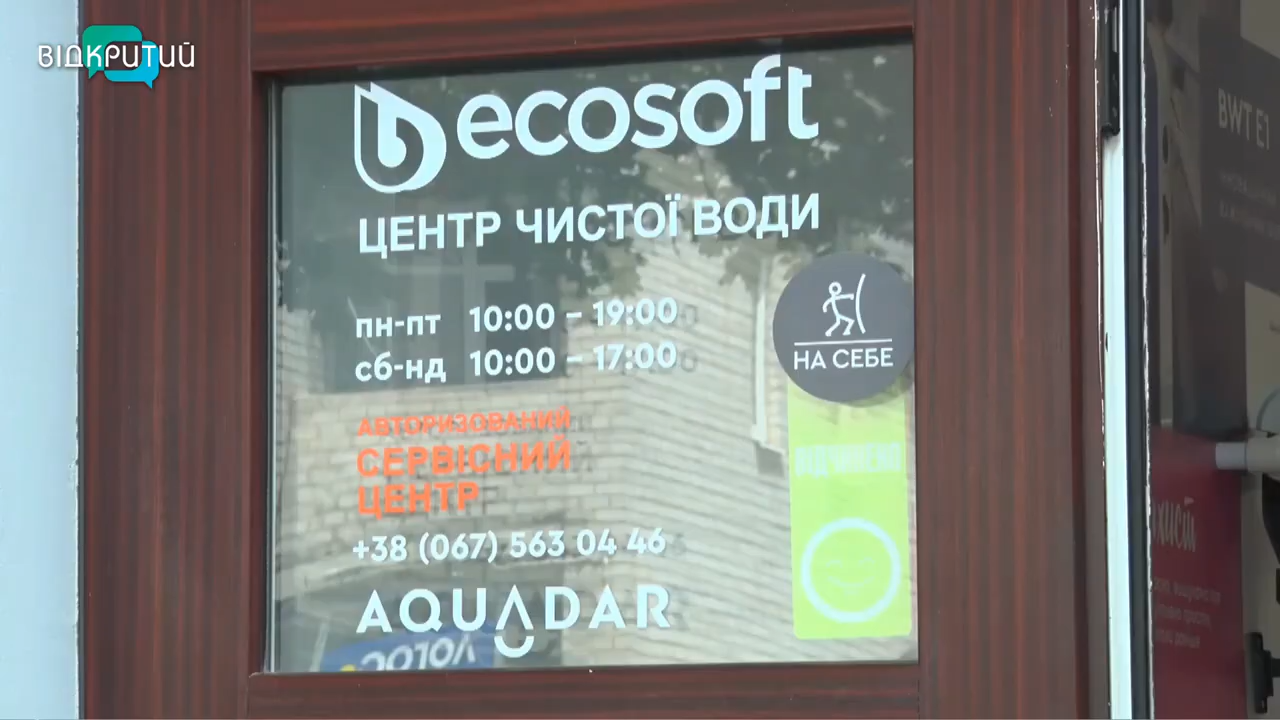 ВІДКРИТИЙ
ecosoft
ЦЕНТР ЧИСТОЇ ВОДИ
пн-пт 10:00 – 19:00
сб-нд 10:00 – 17:00
НА СЕБЕ
АВТОРИЗОВАНИЙ
СЕРВІСНИЙ
ЦЕНТР
ВІДЧИНЕНО
+38 (067) 563 04 46
AQUADAR
BWT E1